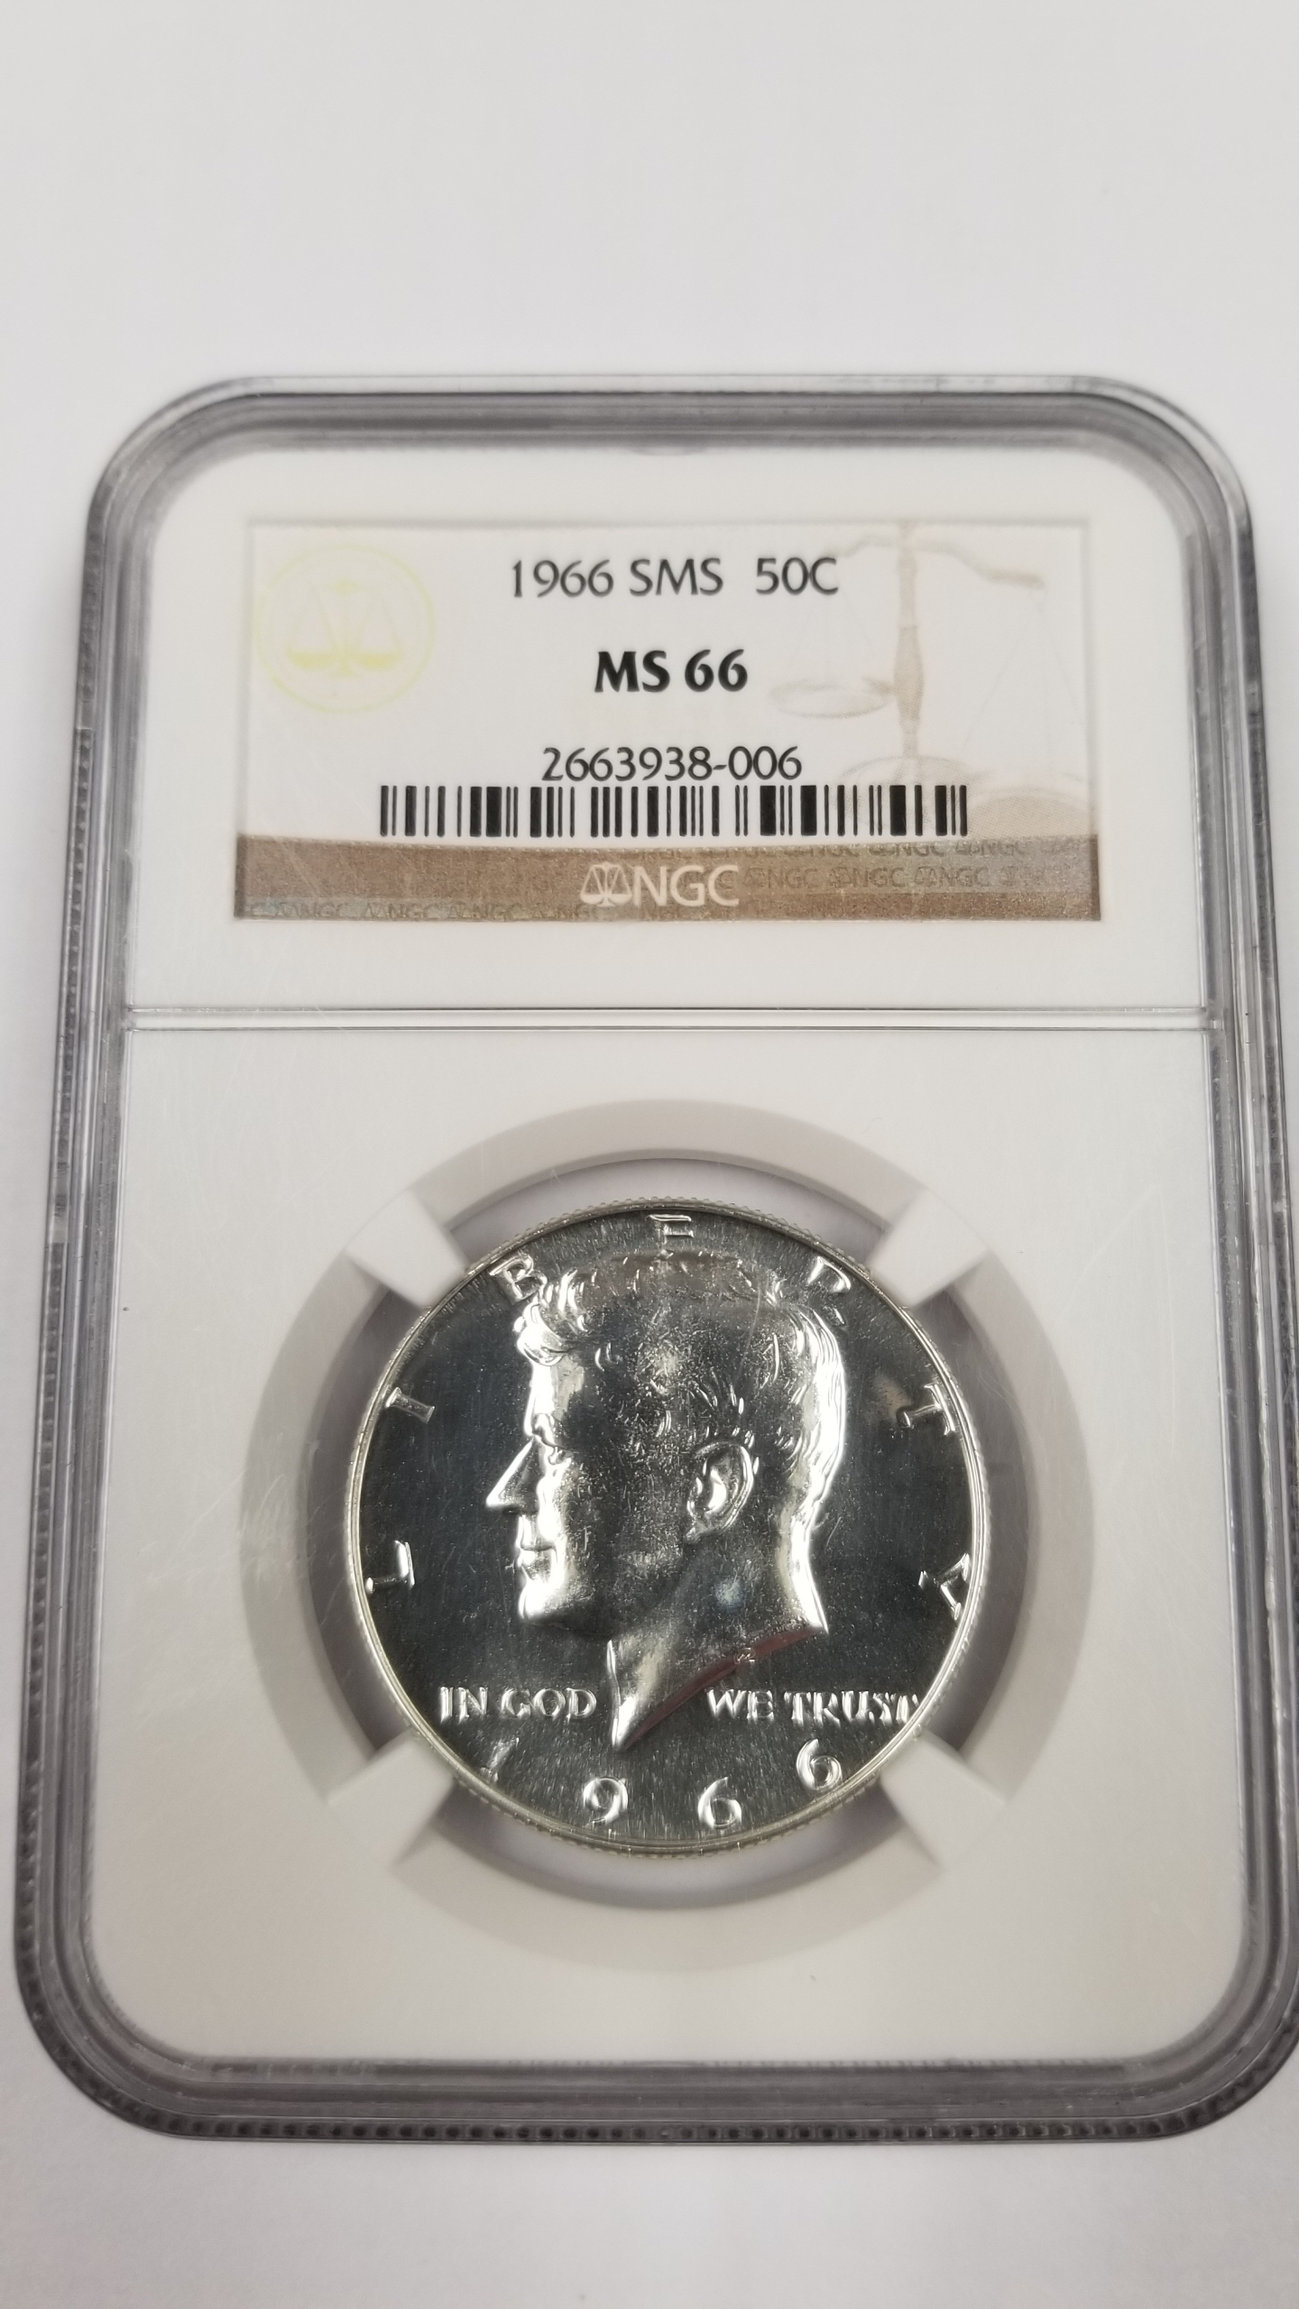 1966 SMS 50C
MS 66
2663938-006
NGC
LIBERTY
IN GOD WE TRUST
1966